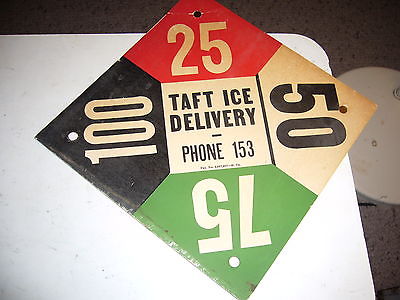 25
100
TAFT ICE
DELIVERY
—
PHONE 153
50
75